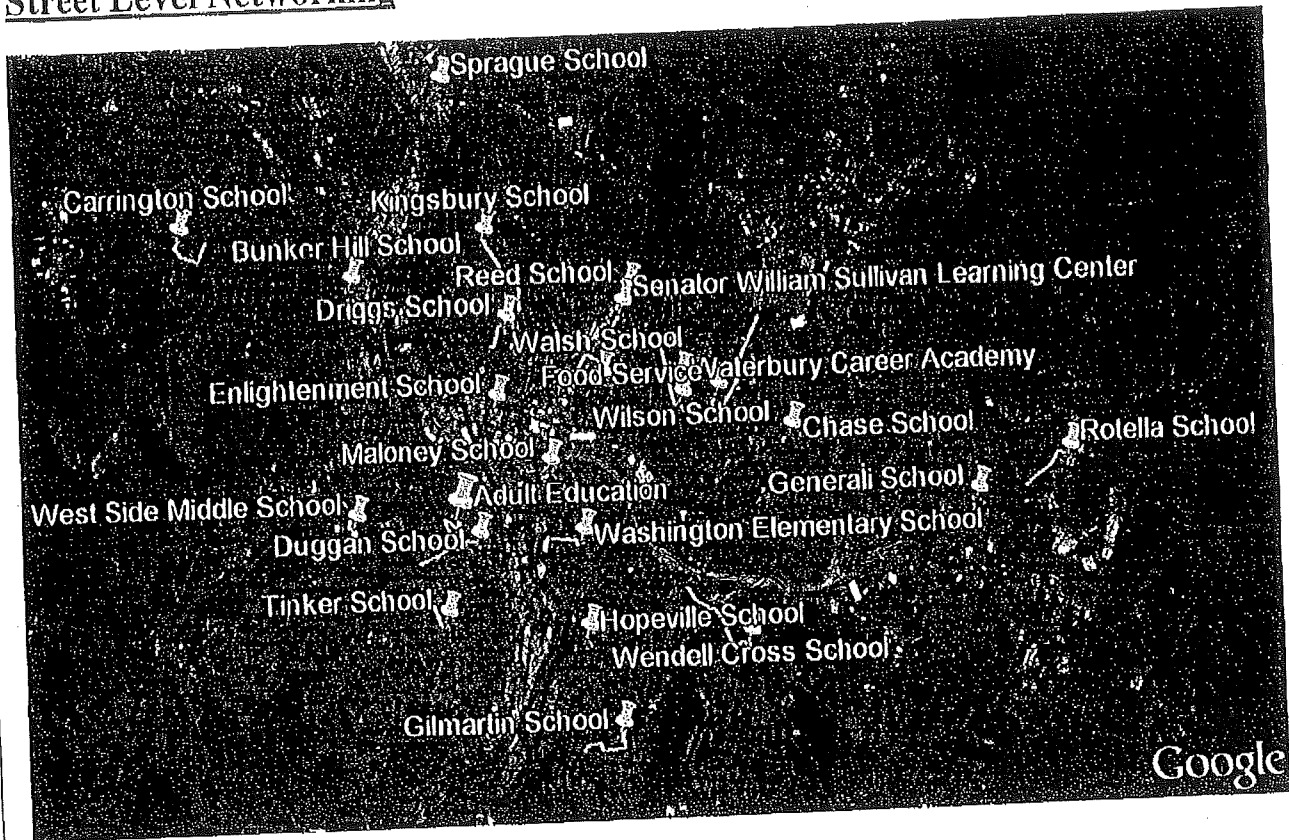 Street Level Networking
Sprague School
Carrington School
Kingsbury School
Bunker Hill School
Reed School
Senator William Sullivan Learning Center
Driggs School
Walsh School
Food Service
Waterbury Career Academy
Enlightenment School
Wilson School
Chase School
Rotella School
Maloney School
Generali School
Adult Education
West Side Middle School
Washington Elementary School
Duggan School
Tinker School
Hopeville School
Wendell Cross School
Gilmartin School
Google